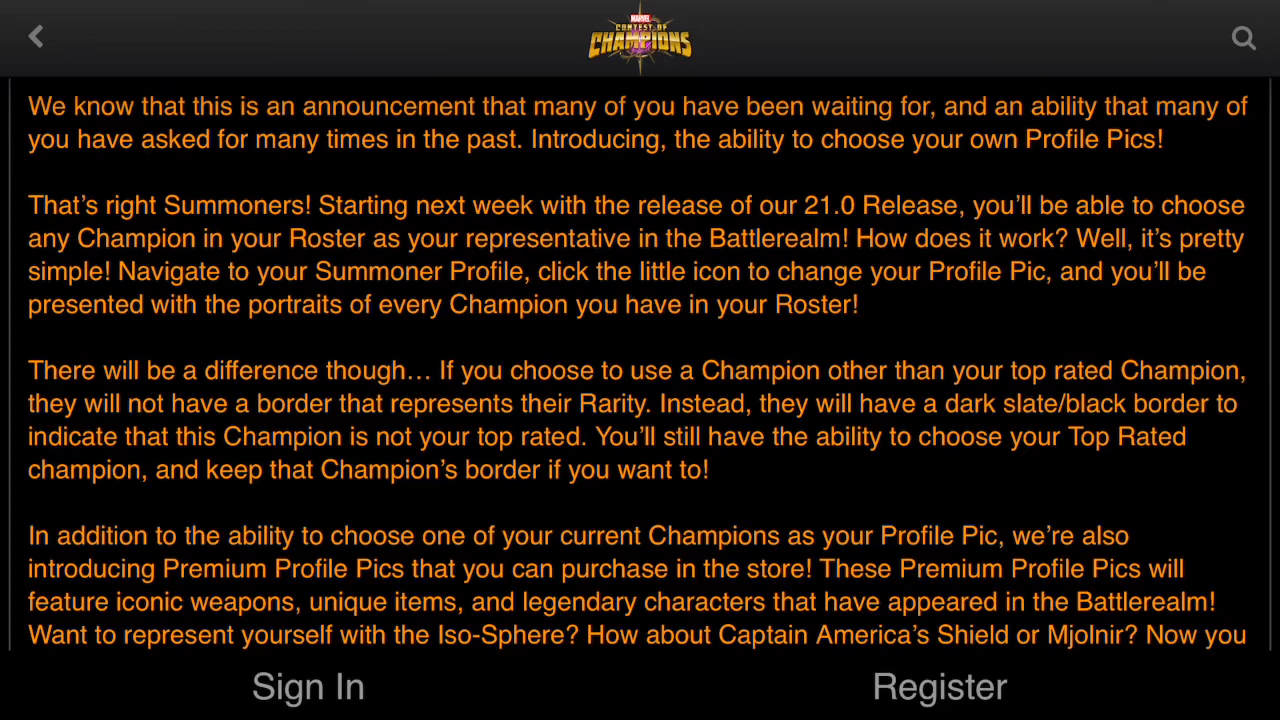 MARVEL
CONTEST OF
CHAMPIONS
We know that this is an announcement that many of you have been waiting for, and an ability that many of
you have asked for many times in the past. Introducing, the ability to choose your own Profile Pics!
That’s right Summoners! Starting next week with the release of our 21.0 Release, you’ll be able to choose
any Champion in your Roster as your representative in the Battlerealm! How does it work? Well, it’s pretty
simple! Navigate to your Summoner Profile, click the little icon to change your Profile Pic, and you’ll be
presented with the portraits of every Champion you have in your Roster!
There will be a difference though… If you choose to use a Champion other than your top rated Champion,
they will not have a border that represents their Rarity. Instead, they will have a dark slate/black border to
indicate that this Champion is not your top rated. You’ll still have the ability to choose your Top Rated
champion, and keep that Champion’s border if you want to!
In addition to the ability to choose one of your current Champions as your Profile Pic, we’re also
introducing Premium Profile Pics that you can purchase in the store! These Premium Profile Pics will
feature iconic weapons, unique items, and legendary characters that have appeared in the Battlerealm!
Want to represent yourself with the Iso-Sphere? How about Captain America’s Shield or Mjolnir? Now you
Sign In
Register